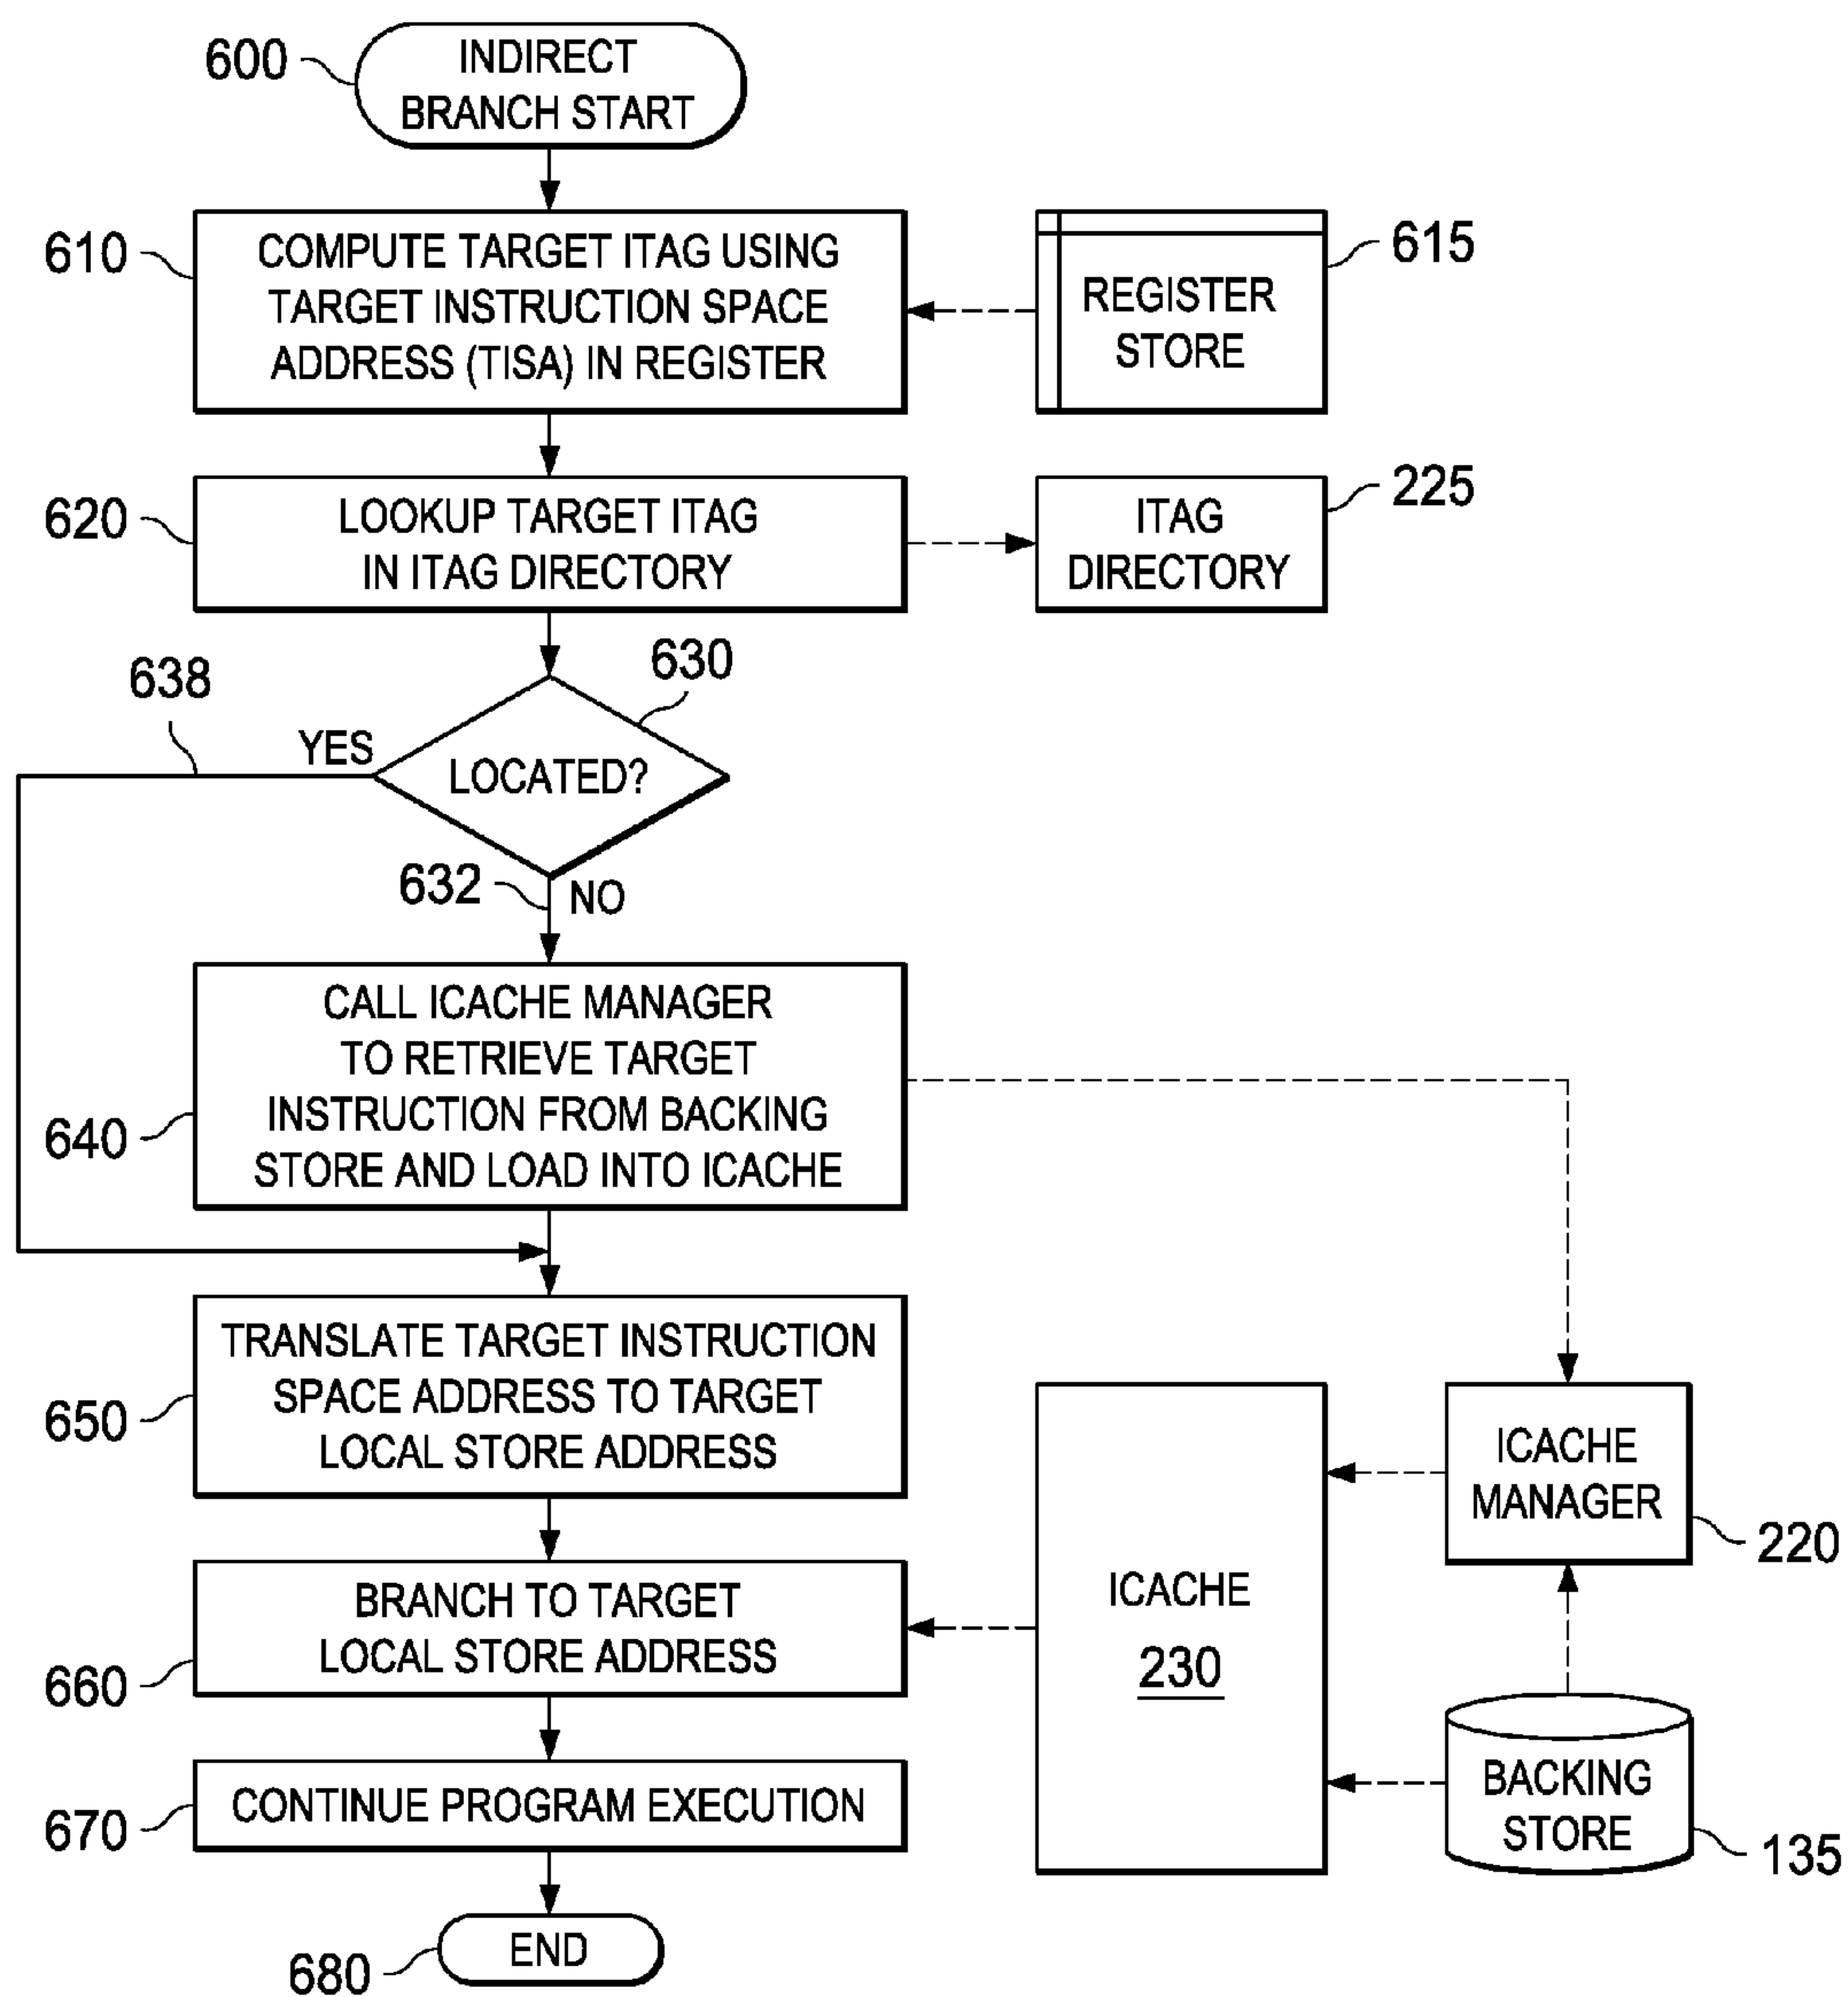 600
INDIRECT
BRANCH START
610
COMPUTE TARGET ITAG USING
TARGET INSTRUCTION SPACE
ADDRESS (TISA) IN REGISTER
REGISTER
STORE
615
620
LOOKUP TARGET ITAG
IN ITAG DIRECTORY
ITAG
DIRECTORY
225
638
630
YES
LOCATED?
632
NO
640
CALL ICACHE MANAGER
TO RETRIEVE TARGET
INSTRUCTION FROM BACKING
STORE AND LOAD INTO ICACHE
650
TRANSLATE TARGET INSTRUCTION
SPACE ADDRESS TO TARGET
LOCAL STORE ADDRESS
ICACHE
MANAGER
220
660
BRANCH TO TARGET
LOCAL STORE ADDRESS
ICACHE
230
BACKING
STORE
135
670
CONTINUE PROGRAM EXECUTION
680
END